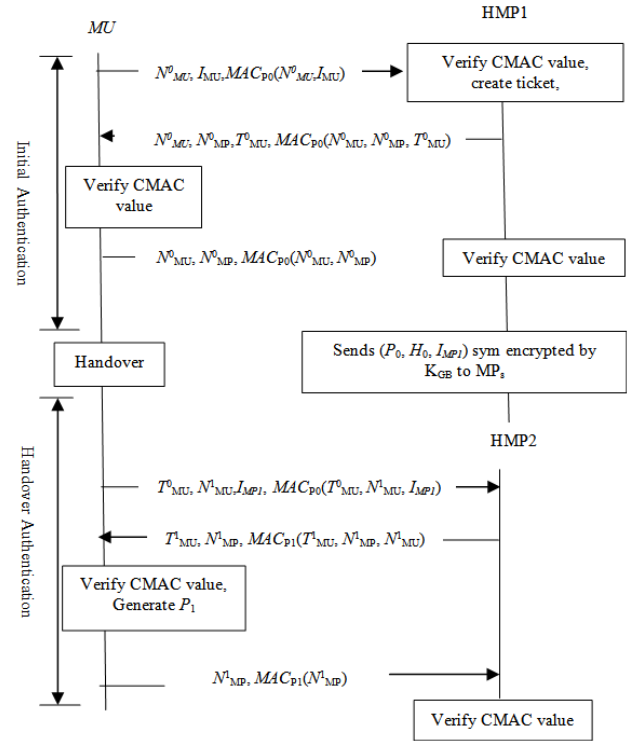 MU
HMP1
Initial Authentication
N⁰MU, IMU,MACP0(N⁰MU,IMU)
Verify CMAC value,
create ticket,
N⁰MU, N⁰MP,T⁰MU, MACP0(N⁰MU, N⁰MP, T⁰MU)
Verify CMAC
value
N⁰MU, N⁰MP, MACP0(N⁰MU, N⁰MP)
Verify CMAC value
Handover
Sends (P0, H0, IMP1) sym encrypted by
KGB to MPs
Handover Authentication
HMP2
T⁰MU, N¹MU,IMP1, MACP0(T⁰MU, N¹MU, IMP1)
T¹MU, N¹MP, MACP1(T¹MU, N¹MP, N¹MU)
Verify CMAC value,
Generate P1
N¹MP, MACP1(N¹MP)
Verify CMAC value